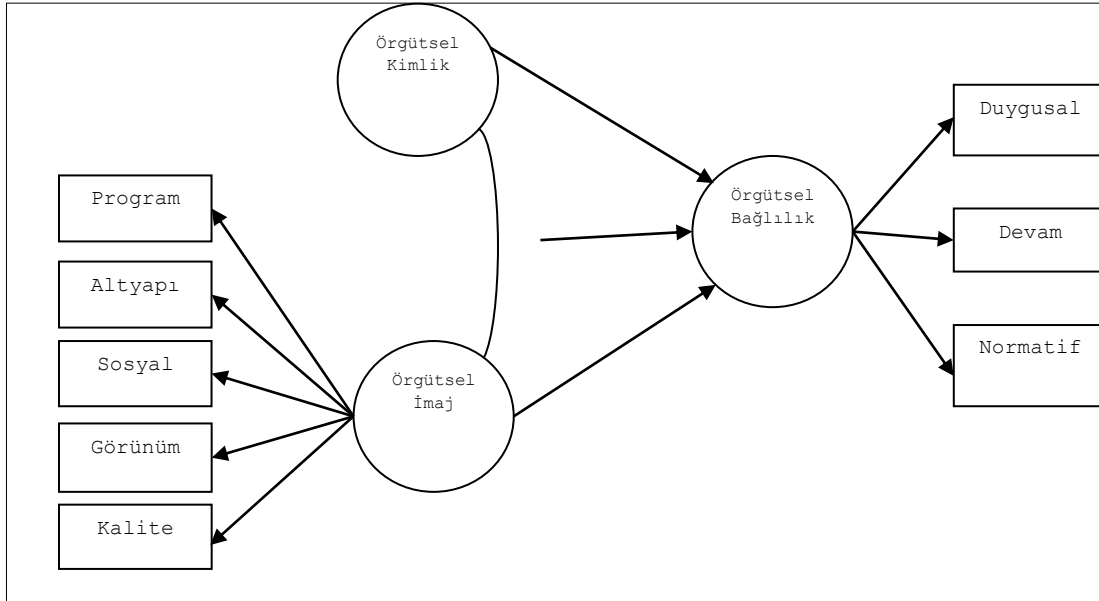 Örgütsel
Kimlik
Program
Altyapı
Sosyal
Görünüm
Kalite
Örgütsel
İmaj
Örgütsel
Bağlılık
Duygusal
Devam
Normatif